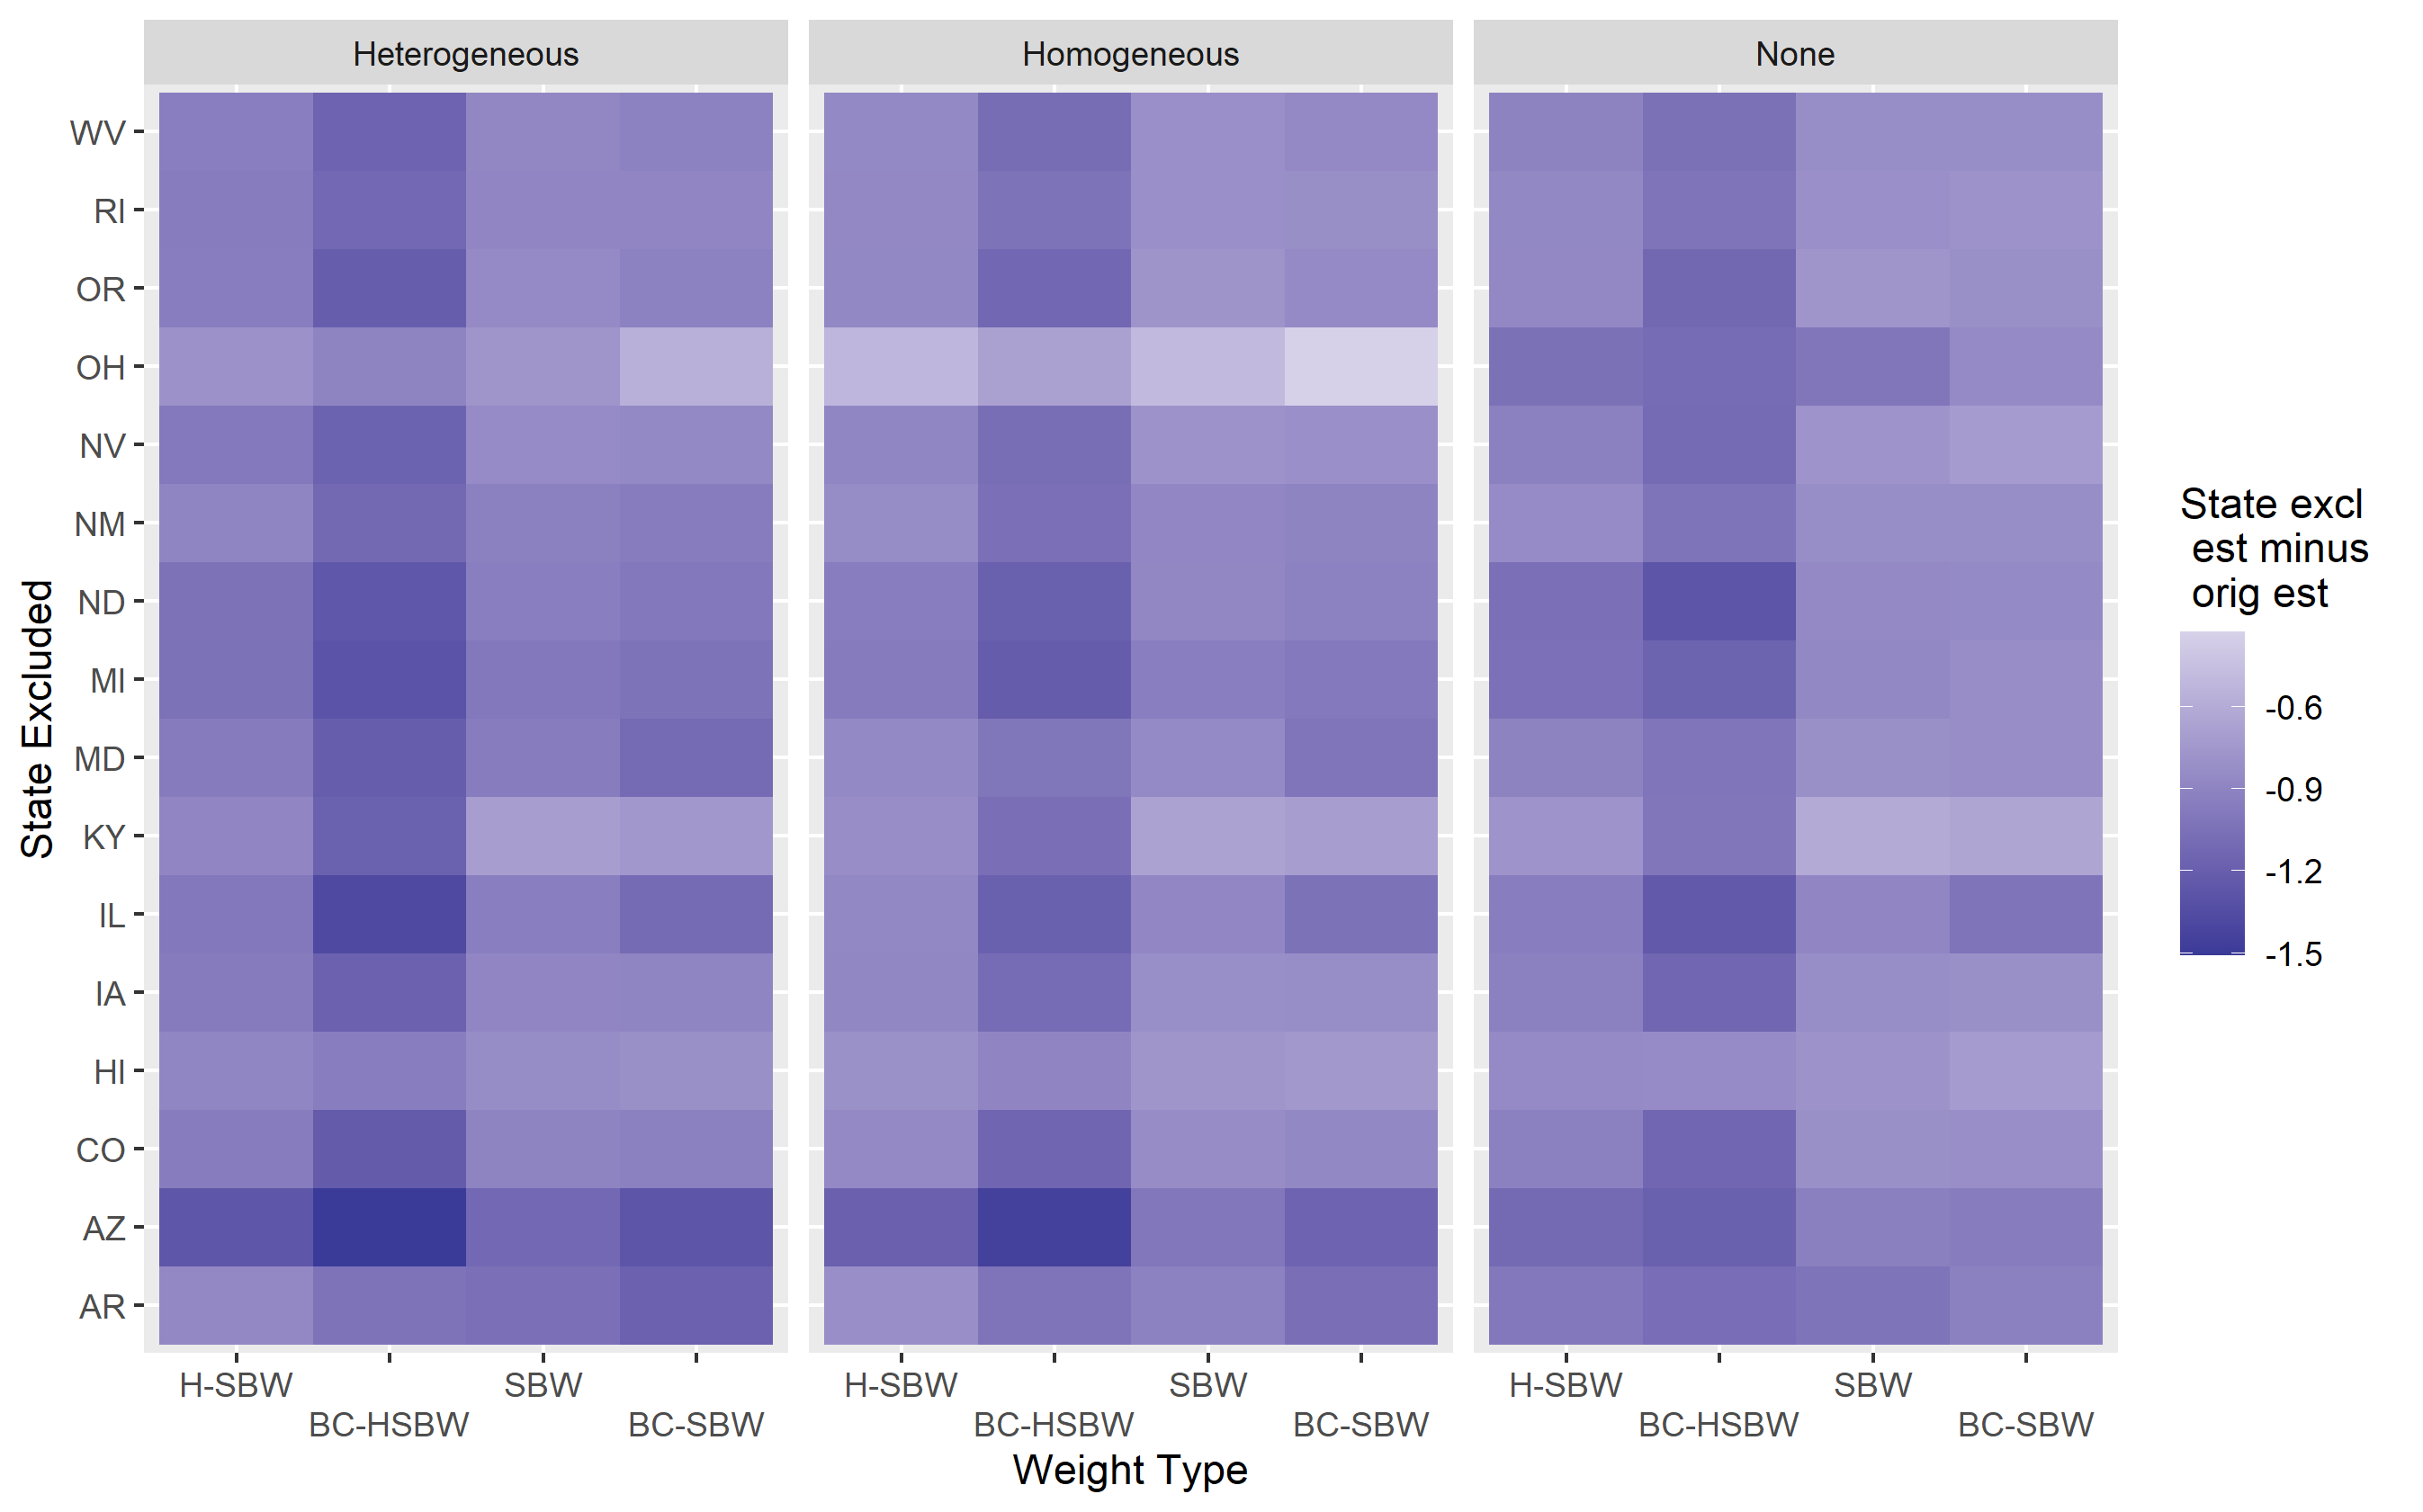 Heterogeneous
Homogeneous
None
State Excluded
WV
RI
OR
OH
NV
NM
ND
MI
MD
KY
IL
IA
HI
CO
AZ
AR
State excl
est minus
orig est
-0.6
-0.9
-1.2
-1.5
H-SBW
BC-HSBW
SBW
BC-SBW
H-SBW
BC-HSBW
SBW
BC-SBW
H-SBW
BC-HSBW
SBW
BC-SBW
Weight Type